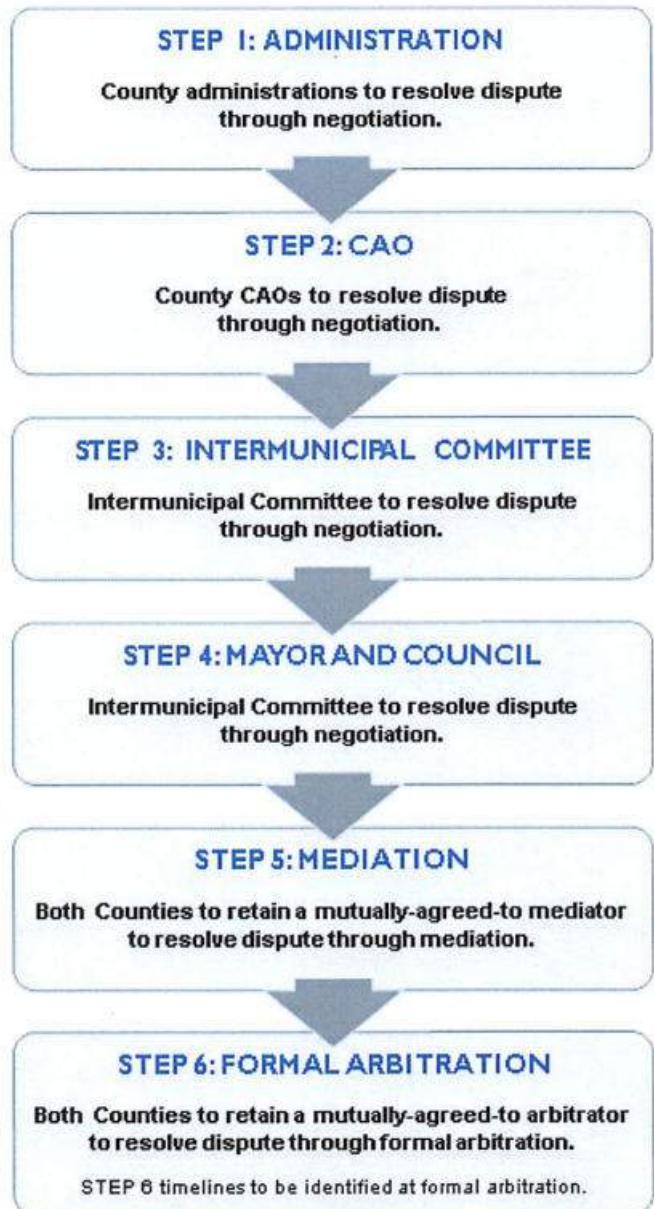 STEP 1: ADMINISTRATION
County administrations to resolve dispute
through negotiation.
STEP 2: CAO
County CAOs to resolve dispute
through negotiation.
STEP 3: INTERMUNICIPAL COMMITTEE
Intermunicipal Committee to resolve dispute
through negotiation.
STEP 4: MAYOR AND COUNCIL
Intermunicipal Committee to resolve dispute
through negotiation.
STEP 5: MEDIATION
Both Counties to retain a mutually-agreed-to mediator
to resolve dispute through mediation.
STEP 6: FORMAL ARBITRATION
Both Counties to retain a mutually-agreed-to arbitrator
to resolve dispute through formal arbitration.
STEP 6 timelines to be identified at formal arbitration.